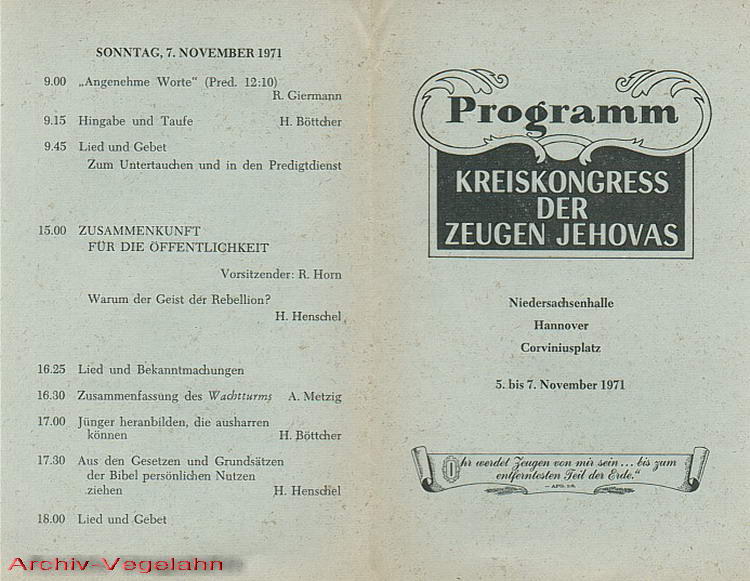 SONNTAG, 7. NOVEMBER 1971
9.00 „Angenehme Worte“ (Pred. 12:10)
R. Giermann
9.15 Hingabe und Taufe H. Böttcher
9.45 Lied und Gebet
Zum Untertauchen und in den Predigtdienst
15.00 ZUSAMMENKUNFT
FÜR DIE ÖFFENTLICHKEIT
Vorsitzender: R. Horn
Warum der Geist der Rebellion?
H. Henschel
16.25 Lied und Bekanntmachungen
16.30 Zusammenfassung des Wachtturms A. Metzig
17.00 Jünger heranbilden, die ausharren
können H. Böttcher
17.30 Aus den Gesetzen und Grundsätzen
der Bibel persönlichen Nutzen
ziehen H. Henschel
18.00 Lied und Gebet
Archiv-Vegelahn
Programm
KREISKONGRESS
DER
ZEUGEN JEHOVAS
Niedersachsenhalle
Hannover
Corviniusplatz
5. bis 7. November 1971
Ihr werdet Zeugen von mir sein ... bis zum
entferntesten Teil der Erde.“
— APG. 1:8.